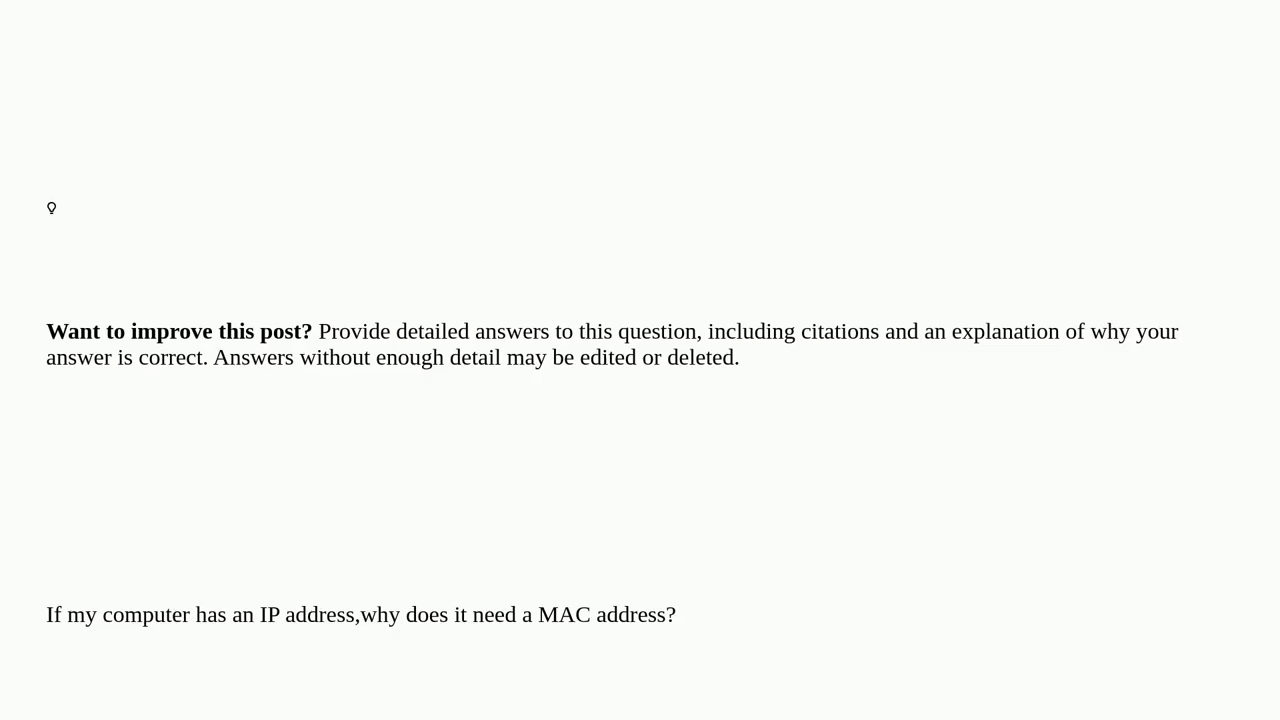 Want to improve this post? Provide detailed answers to this question, including citations and an explanation of why your
answer is correct. Answers without enough detail may be edited or deleted.
If my computer has an IP address,why does it need a MAC address?